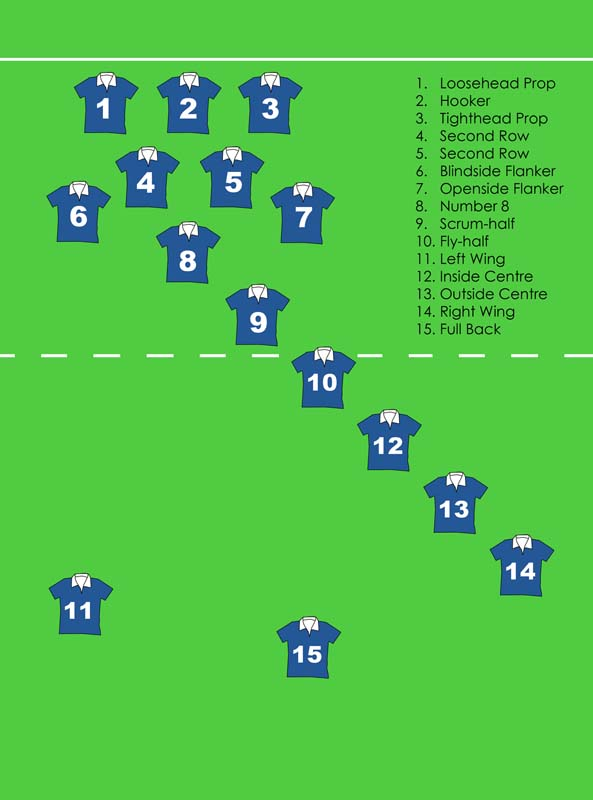 1. Loosehead Prop
2. Hooker
3. Tighthead Prop
4. Second Row
5. Second Row
6. Blindside Flanker
7. Openside Flanker
8. Number 8
9. Scrum-half
10. Fly-half
11. Left Wing
12. Inside Centre
13. Outside Centre
14. Right Wing
15. Full Back
1 2 3
4 5
6 7
8
9
10
12
13
14
11
15